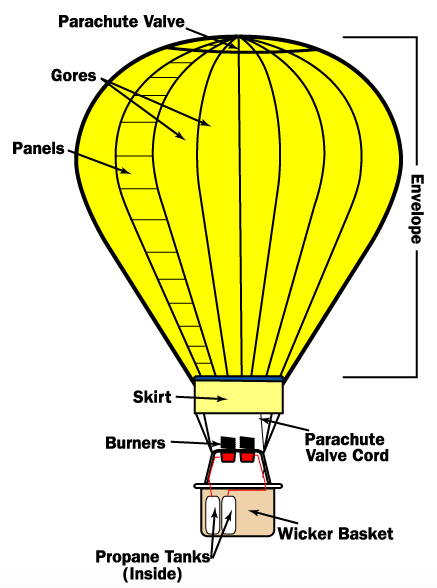 Parachute Valve
Gores
Panels
Envelope
Skirt
Burners
Parachute
Valve Cord
Wicker Basket
Propane Tanks
(Inside)